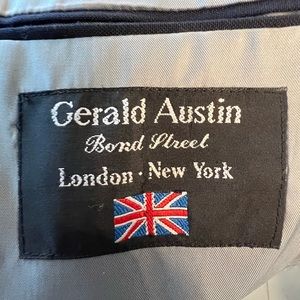 Gerald Austin
Bond Street
London · New York